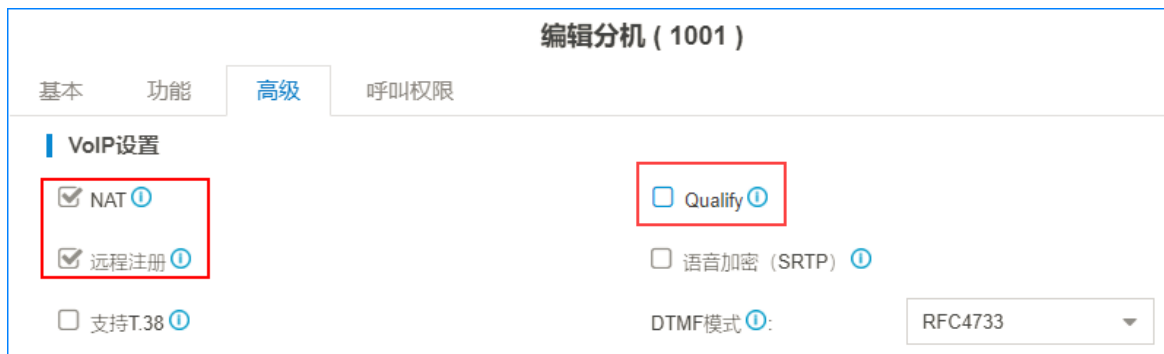 编辑分机 ( 1001 )
基本 功能 高级 呼叫权限
VoIP设置
NAT Qualify
远程注册 语音加密（SRTP）
支持T.38 DTMF模式: RFC4733